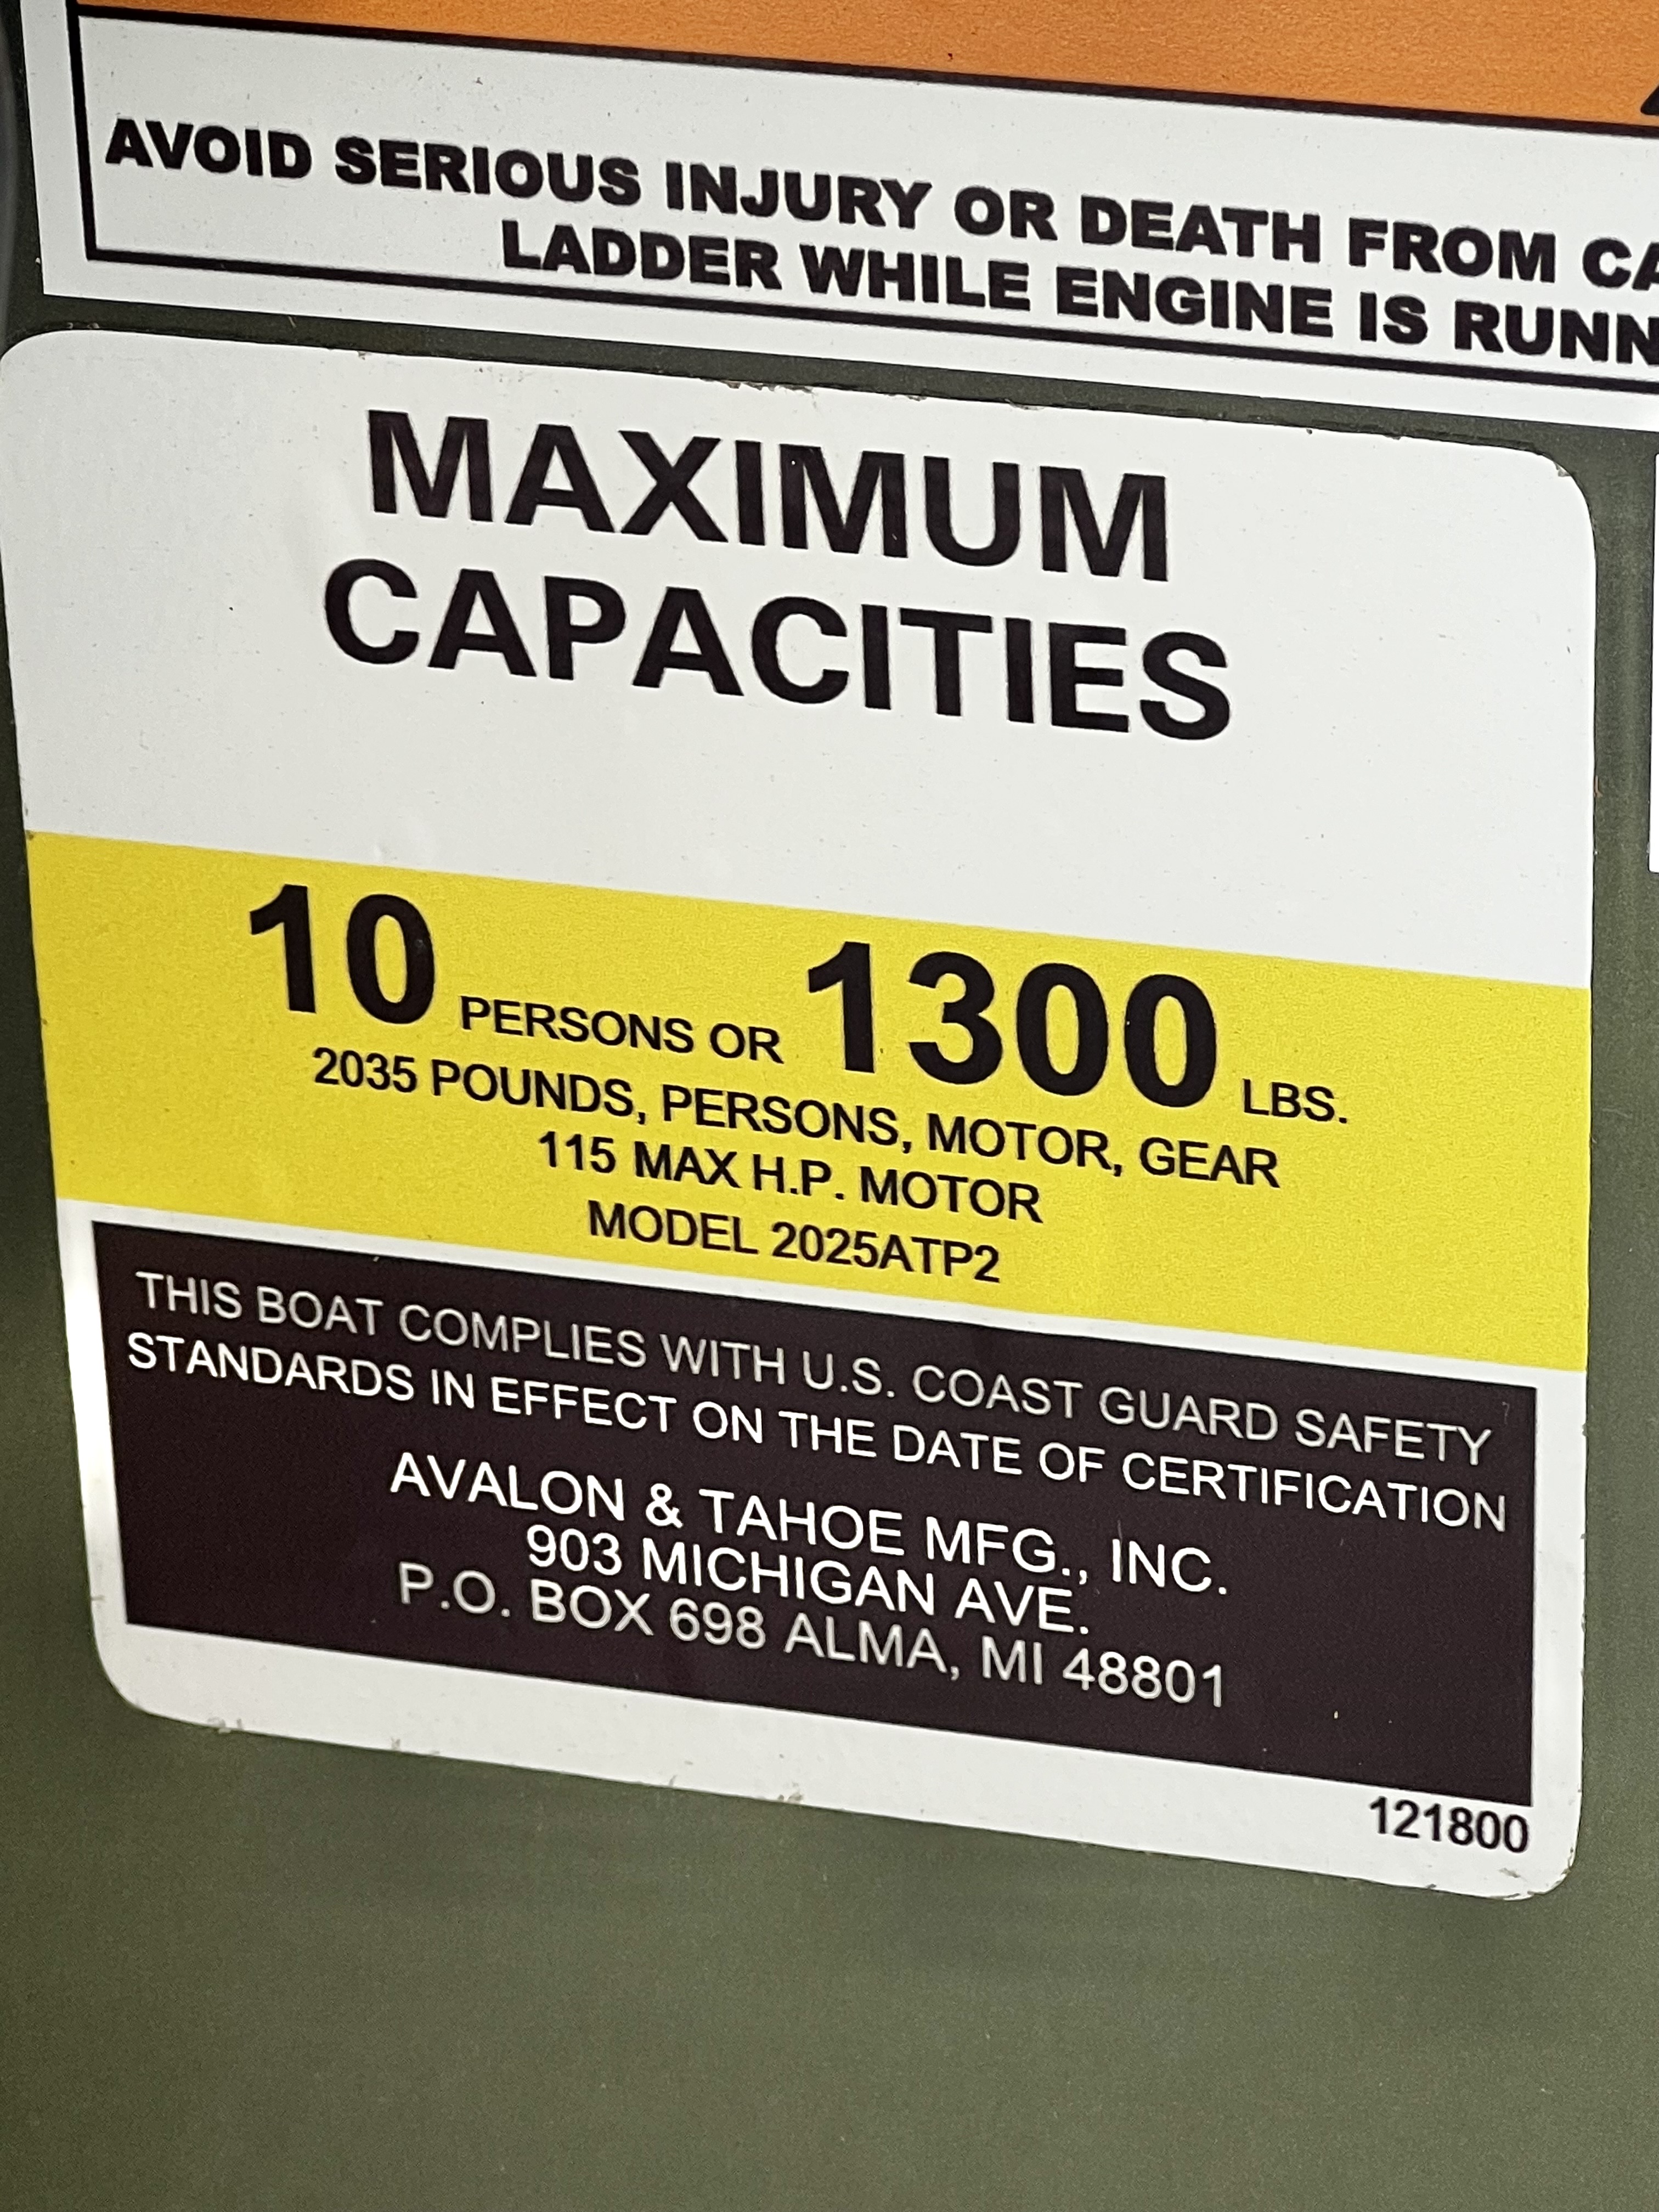 AVOID SERIOUS INJURY OR DEATH FROM
LADDER WHILE ENGINE IS
MAXIMUM
CAPACITIES
10 PERSONS OR 1300 LBS.
2035 POUNDS, PERSONS, MOTOR, GEAR
115 MAX H.P. MOTOR
MODEL 2025ATP2
THIS BOAT COMPLIES WITH U.S. COAST GUARD SAFETY
STANDARDS IN EFFECT ON THE DATE OF CERTIFICATION
AVALON & TAHOE MFG., INC.
903 MICHIGAN AVE.
P.O. BOX 698 ALMA, MI 48801
121800